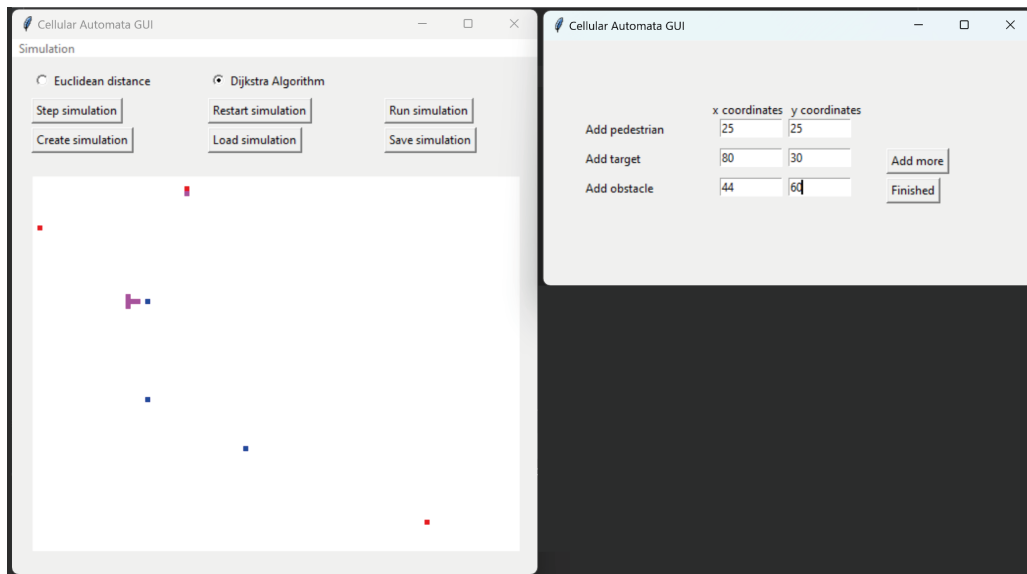 Cellular Automata GUI
Simulation
Euclidean distance
Dijkstra Algorithm
Step simulation
Restart simulation
Run simulation
Create simulation
Load simulation
Save simulation
Cellular Automata GUI
x coordinates y coordinates
Add pedestrian 25 25
Add target 80 30 Add more
Add obstacle 44 60 Finished